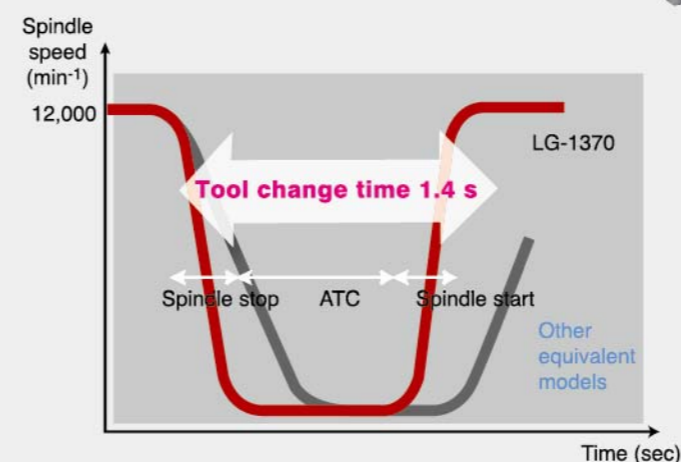 Spindle
speed
(min-1)
12,000
LG-1370
Tool change time 1.4 s
Spindle stop
ATC
Spindle start
Other
equivalent
models
Time (sec)